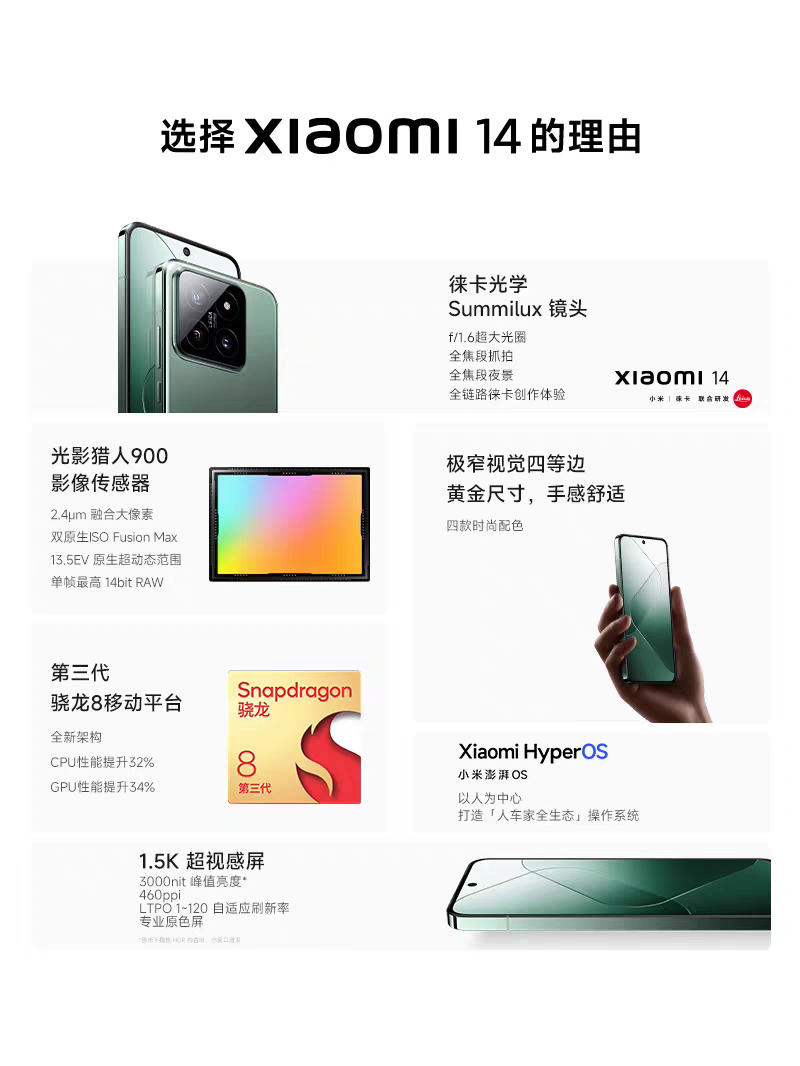 选择 xiaomi 14 的理由
徕卡光学
Summilux 镜头
f/1.6超大光圈
全焦段抓拍
全焦段夜景
全链路徕卡创作体验
xiaomi 14
小米 | 徕卡 联合研发 Leica
光影猎人900
影像传感器
2.4μm 融合大像素
双原生ISO Fusion Max
13.5EV 原生超动态范围
单帧最高 14bit RAW
极窄视觉四等边
黄金尺寸，手感舒适
四款时尚配色
第三代
骁龙8移动平台
全新架构
CPU性能提升32%
GPU性能提升34%
Snapdragon
骁龙
8
第三代
Xiaomi HyperOS
小米澎湃OS
以人为中心
打造「人车家全生态」操作系统
1.5K 超视感屏
3000nit 峰值亮度*
460ppi
LTPO 1~120 自适应刷新率
专业原色屏